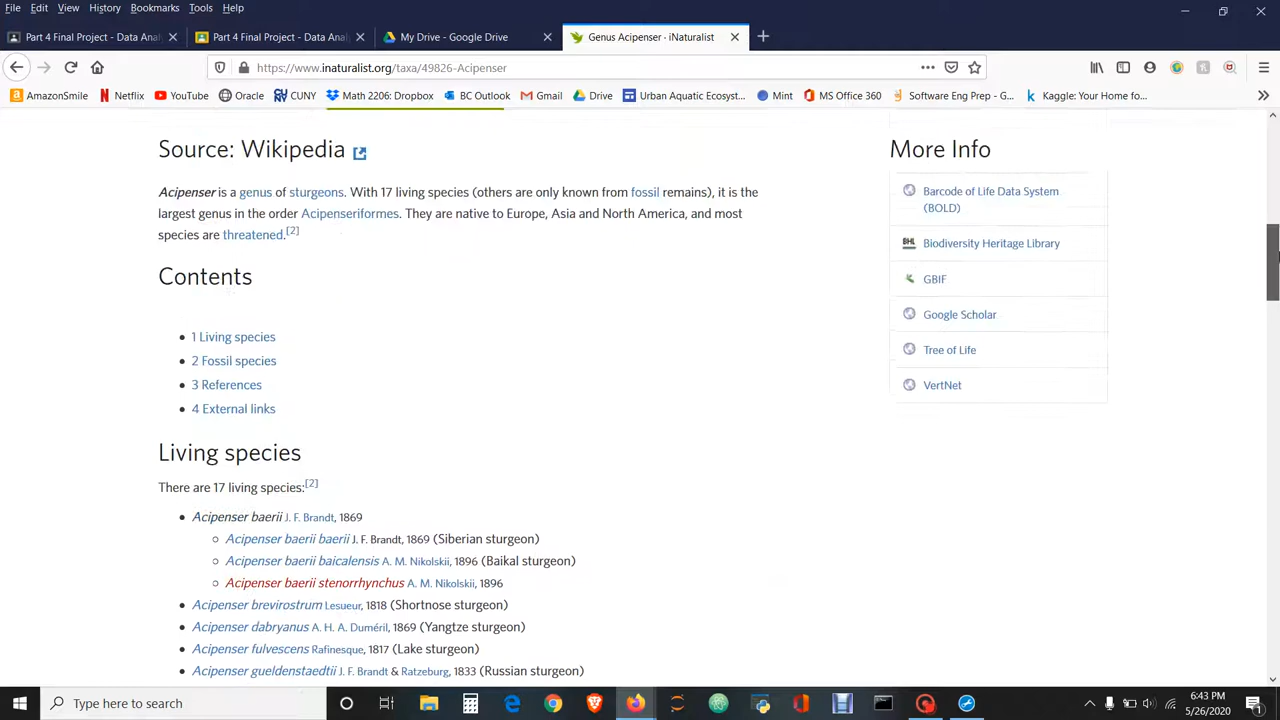 File Edit View History Bookmarks Tools Help
Part 4 Final Project - Data Anal
Part 4 Final Project - Data Anal
My Drive - Google Drive
Genus Acipenser · iNaturalist
https://www.inaturalist.org/taxa/49826-Acipenser
AmazonSmile Netflix YouTube Oracle CUNY Math 2206: Dropbox BC Outlook Gmail Drive Urban Aquatic Ecosyst... Mint MS Office 360 Software Eng Prep - G... Kaggle: Your Home fo...
Source: Wikipedia
Acipenser is a genus of sturgeons. With 17 living species (others are only known from fossil remains), it is the
largest genus in the order Acipenseriformes. They are native to Europe, Asia and North America, and most
species are threatened.[2]
Contents
1 Living species
2 Fossil species
3 References
4 External links
Living species
There are 17 living species:[2]
Acipenser baerii J. F. Brandt, 1869
Acipenser baerii baerii J. F. Brandt, 1869 (Siberian sturgeon)
Acipenser baerii baicalensis A. M. Nikolskii, 1896 (Baikal sturgeon)
Acipenser baerii stenorrhynchus A. M. Nikolskii, 1896
Acipenser brevirostrum Lesueur, 1818 (Shortnose sturgeon)
Acipenser dabryanus A. H. A. Duméril, 1869 (Yangtze sturgeon)
Acipenser fulvescens Rafinesque, 1817 (Lake sturgeon)
Acipenser gueldenstaedtii J. F. Brandt & Ratzeburg, 1833 (Russian sturgeon)
More Info
Barcode of Life Data System
(BOLD)
BHL Biodiversity Heritage Library
GBIF
Google Scholar
Tree of Life
VertNet
Type here to search
6:43 PM
5/26/2020